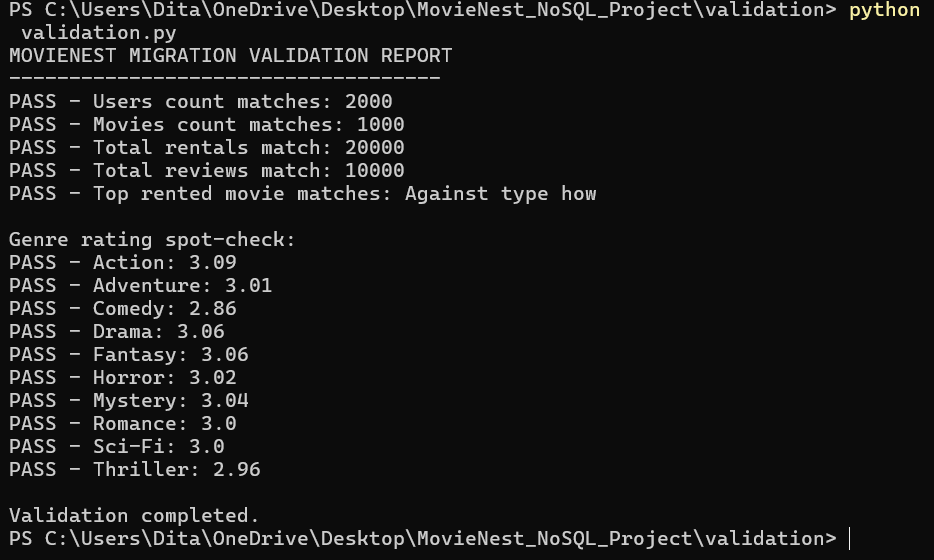 PS C:\Users\Dita\OneDrive\Desktop\MovieNest_NoSQL_Project\validation> python
validation.py
MOVIENEST MIGRATION VALIDATION REPORT
------------------------------------
PASS - Users count matches: 2000
PASS - Movies count matches: 1000
PASS - Total rentals match: 20000
PASS - Total reviews match: 10000
PASS - Top rented movie matches: Against type how
Genre rating spot-check:
PASS - Action: 3.09
PASS - Adventure: 3.01
PASS - Comedy: 2.86
PASS - Drama: 3.06
PASS - Fantasy: 3.06
PASS - Horror: 3.02
PASS - Mystery: 3.04
PASS - Romance: 3.0
PASS - Sci-Fi: 3.0
PASS - Thriller: 2.96
Validation completed.
PS C:\Users\Dita\OneDrive\Desktop\MovieNest_NoSQL_Project\validation>